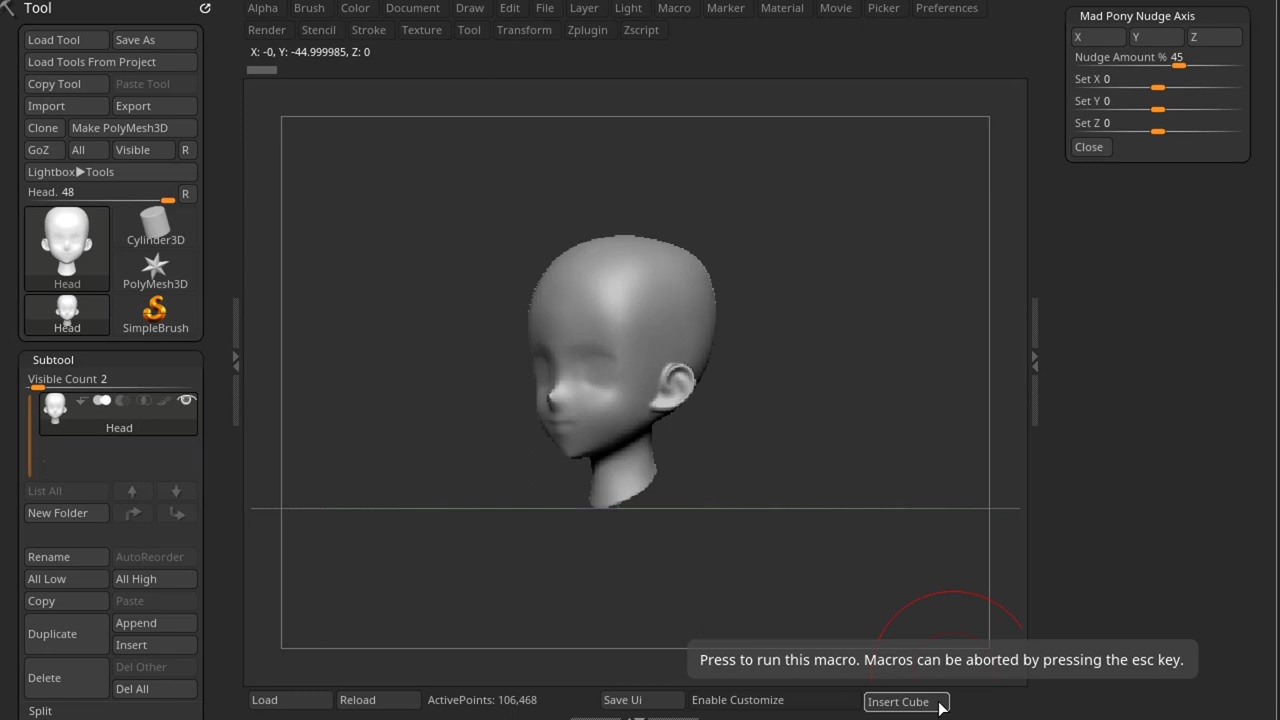 Tool
Alpha Brush Color Document Draw Edit File Layer Light Macro Marker Material Movie Picker Preferences
Render Stencil Stroke Texture Tool Transform Zplugin Zscript
X: -0, Y: -44.999985, Z: 0
Load Tool Save As
Load Tools From Project
Copy Tool Paste Tool
Import Export
Clone Make PolyMesh3D
GoZ All Visible R
Lightbox▶Tools
Head. 48 R
Head Cylinder3D
PolyMesh3D
Head SimpleBrush
Subtool
Visible Count 2
Head
List All
New Folder
Rename AutoReorder
All Low All High
Copy Paste
Duplicate Append
Insert
Delete Del Other
Del All
Split
Mad Pony Nudge Axis
X Y Z
Nudge Amount % 45
Set X 0
Set Y 0
Set Z 0
Close
Press to run this macro. Macros can be aborted by pressing the esc key.
Load Reload ActivePoints: 106,468 Save Ui Enable Customize Insert Cube